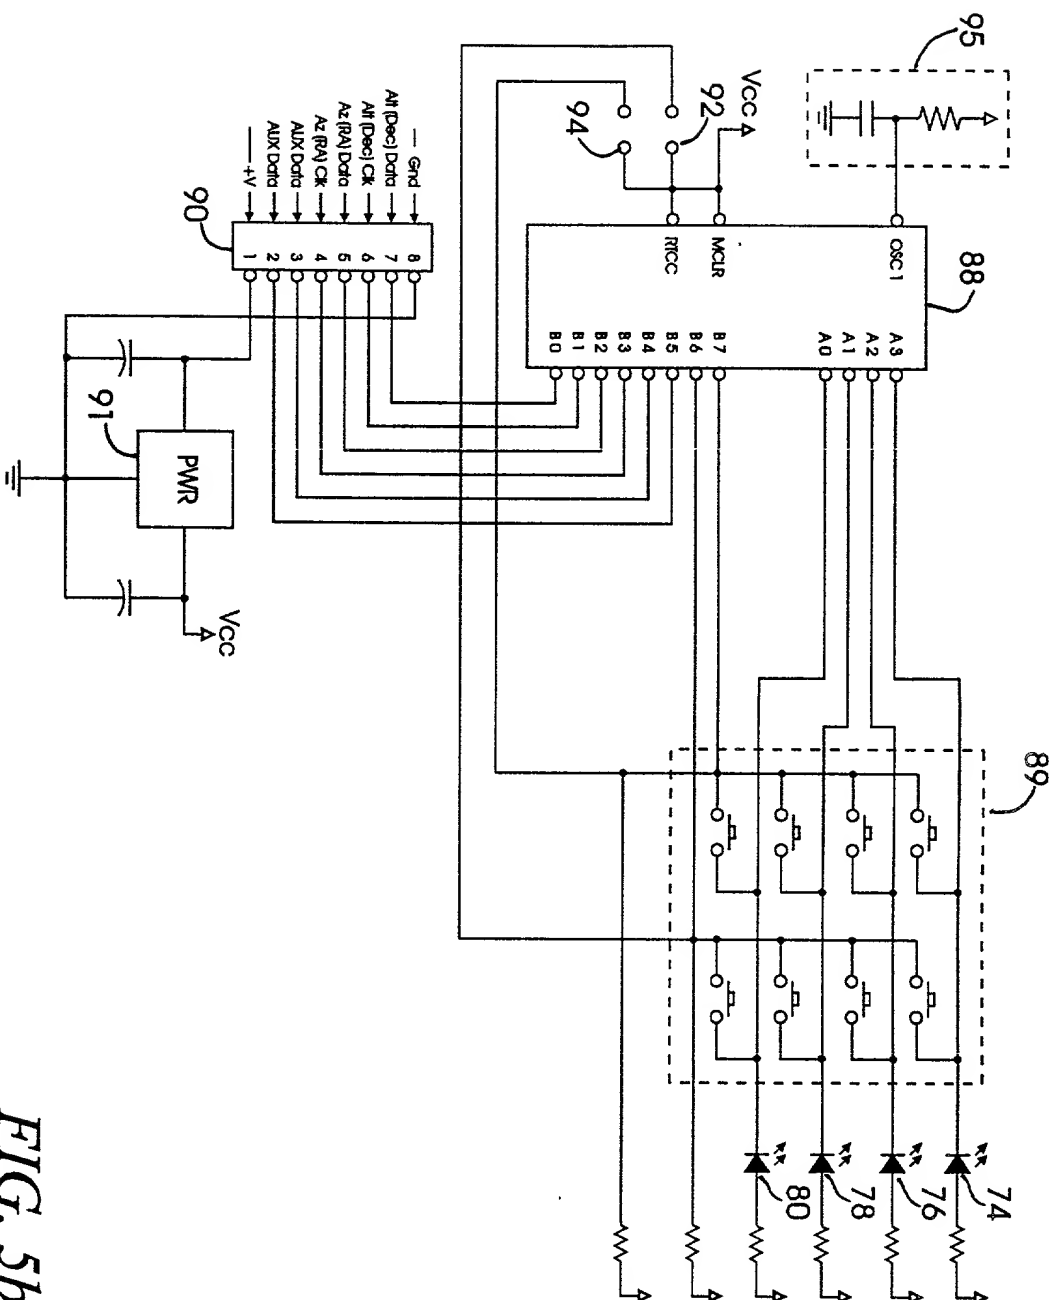 95
OSC 1
88
A3
A2
A1
A0
89
74
76
78
80
Vcc
92
94
MCLR
RTCC
B7
B6
B5
B4
B3
B2
B1
B0
— Gnd
Alt (Dec) Data
Alt (Dec) Clk
Az (RA) Data
Az (RA) Clk
AUX Data
AUX Data
+V
90
8
7
6
5
4
3
2
1
91
PWR
Vcc
FIG. 5b